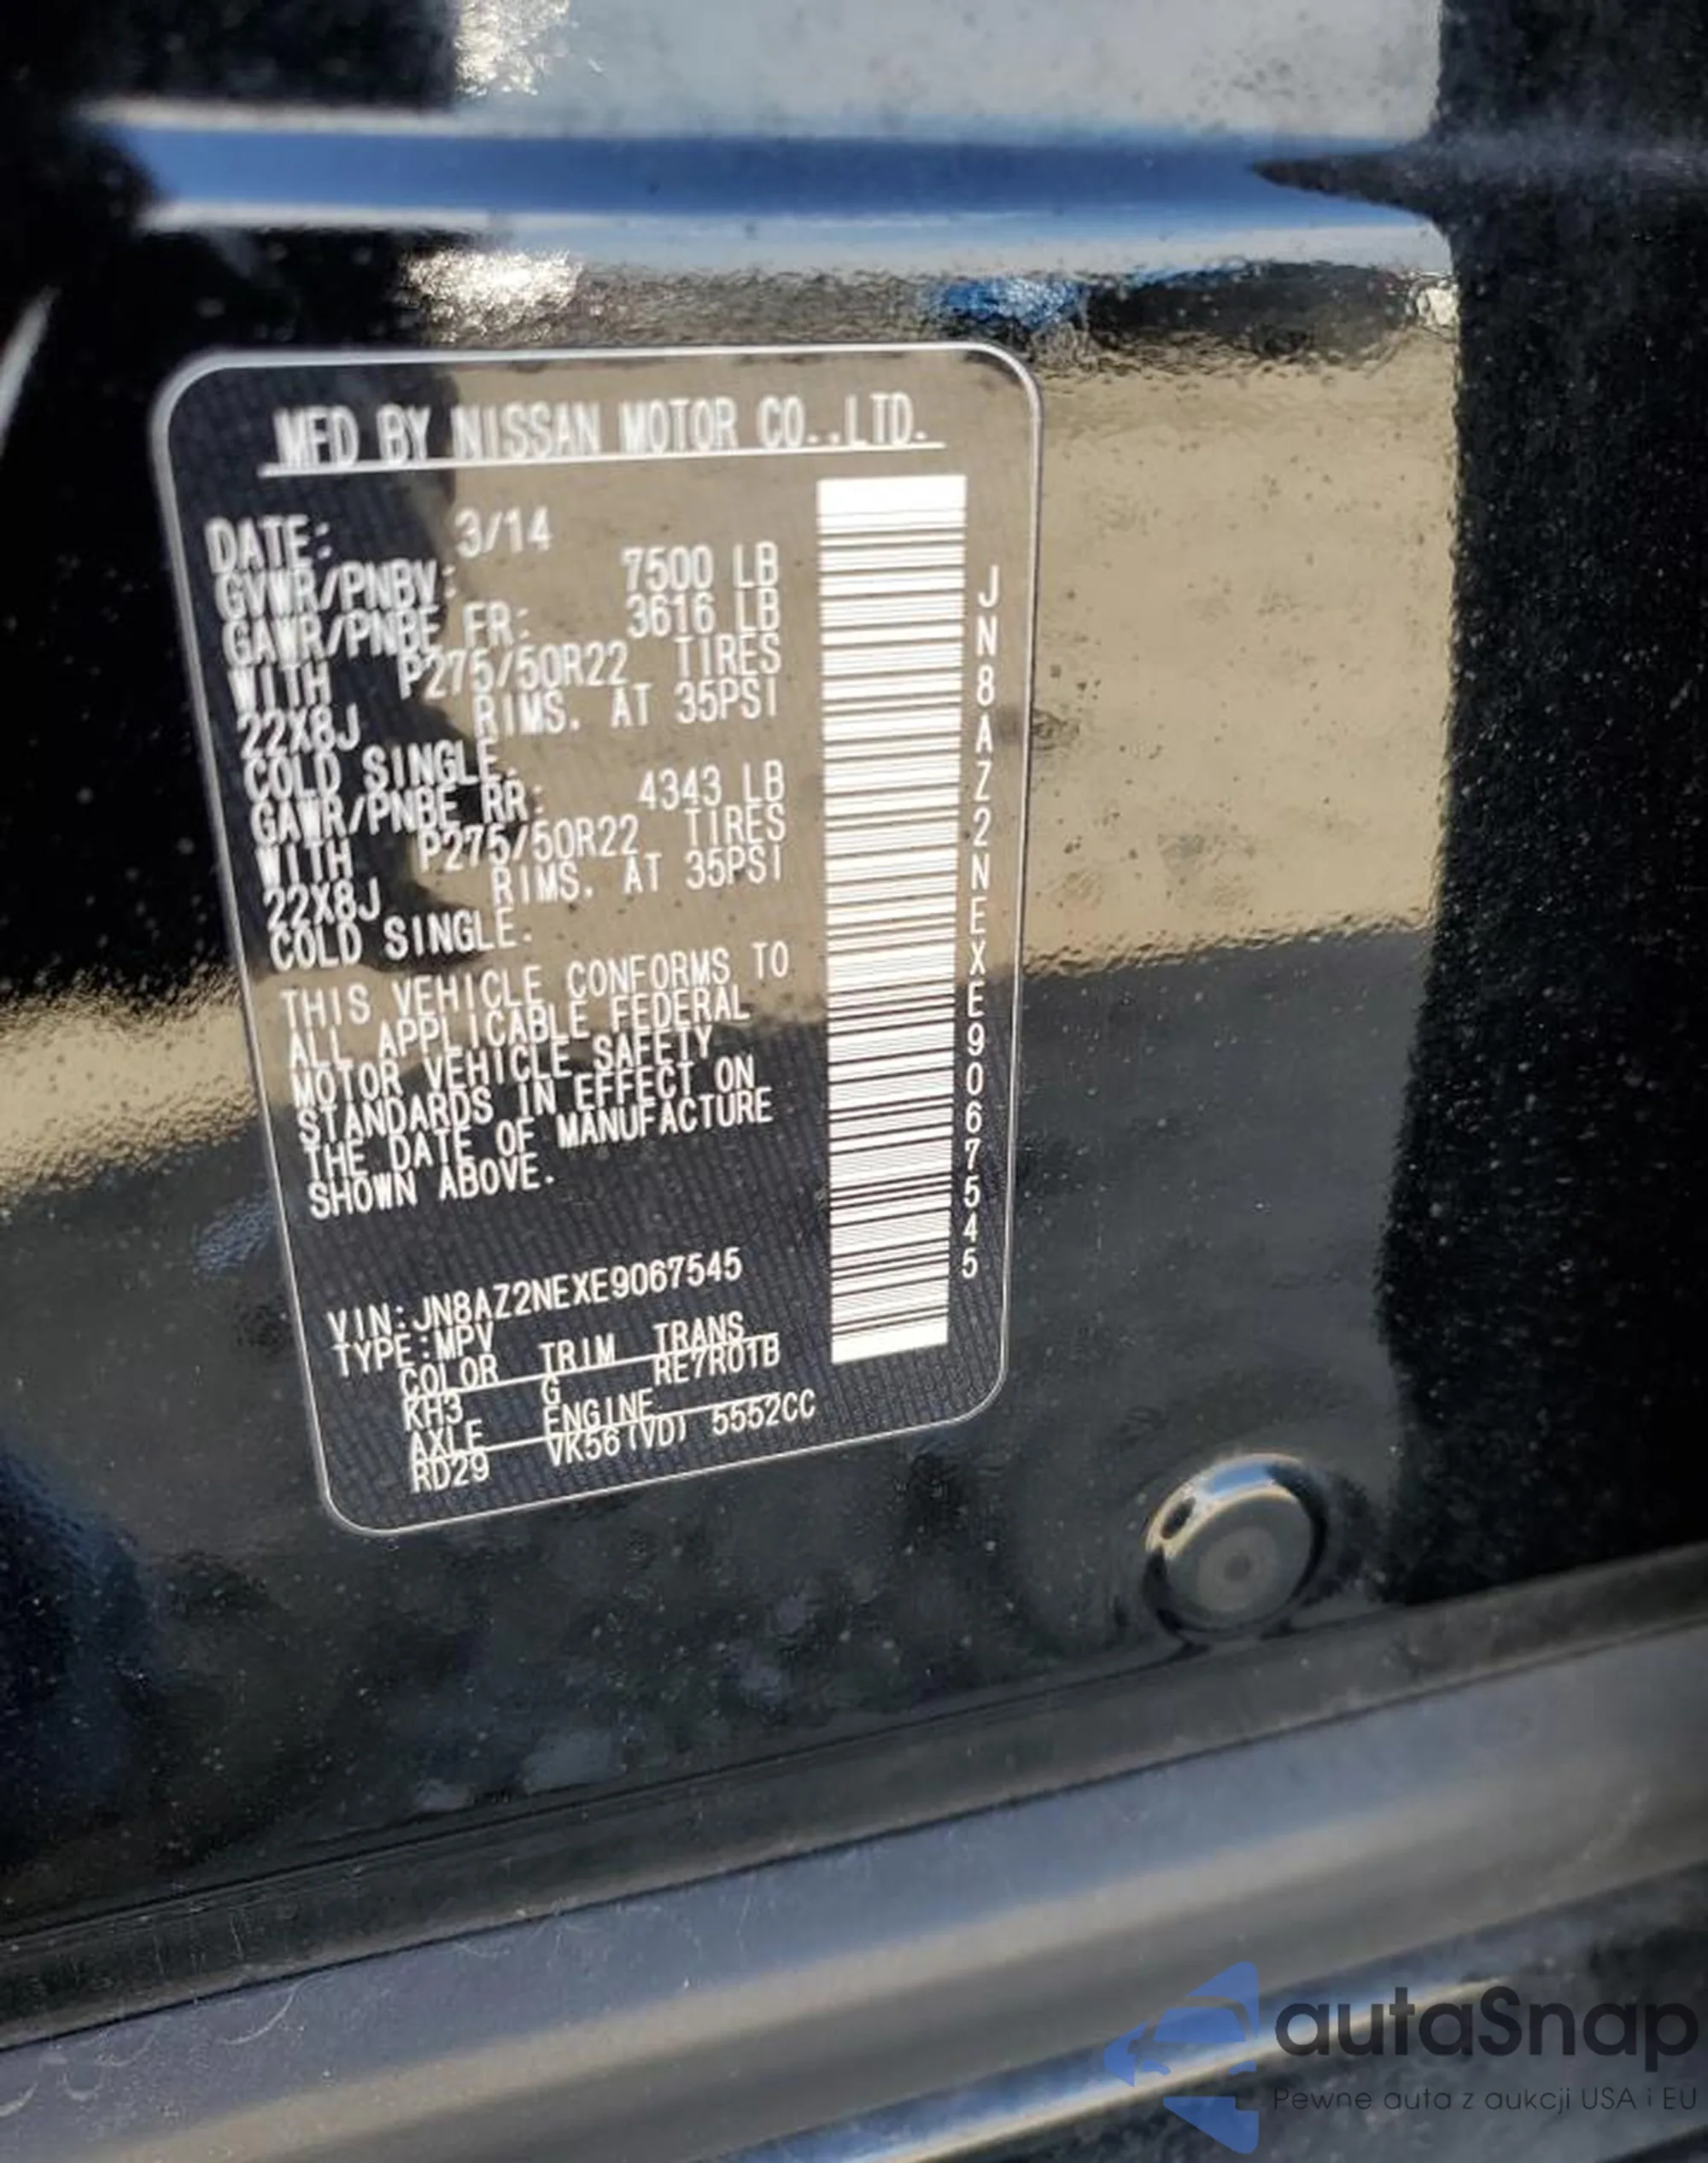 MFD BY NISSAN MOTOR CO.,LTD.
DATE: 3/14
GVWR/PNBV: 7500 LB
GAWR/PNBE FR: 3616 LB
WITH P275/50R22 TIRES
22X8J RIMS. AT 35PSI
COLD SINGLE.
GAWR/PNBE RR: 4343 LB
WITH P275/50R22 TIRES
22X8J RIMS. AT 35PSI
COLD SINGLE.
THIS VEHICLE CONFORMS TO
ALL APPLICABLE FEDERAL
MOTOR VEHICLE SAFETY
STANDARDS IN EFFECT ON
THE DATE OF MANUFACTURE
SHOWN ABOVE.
VIN:JN8AZ2NEXE9067545
TYPE:MPV
COLOR TRIM TRANS
KH3 G RE7R01B
AXLE ENGINE
RD29 VK56(VD) 5552CC
JN8AZ2NEXE9067545
autaSnap
Pewne auta z aukcji USA i EU